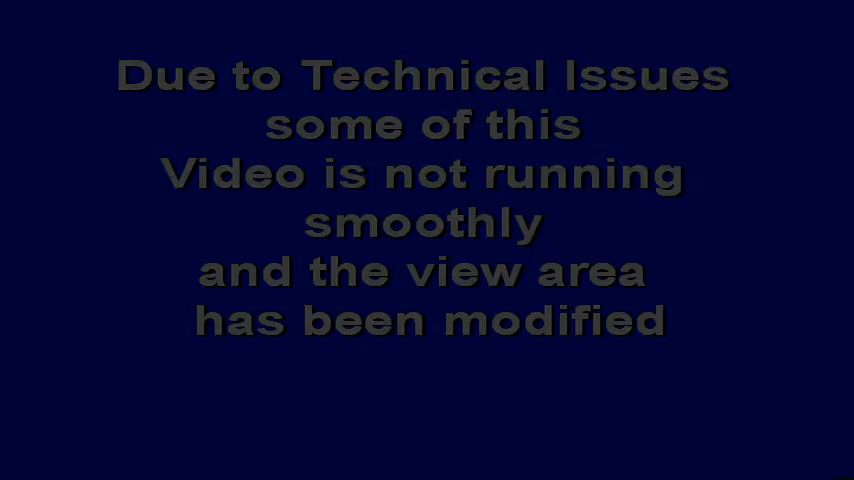 Due to Technical Issues
some of this
Video is not running
smoothly
and the view area
has been modified